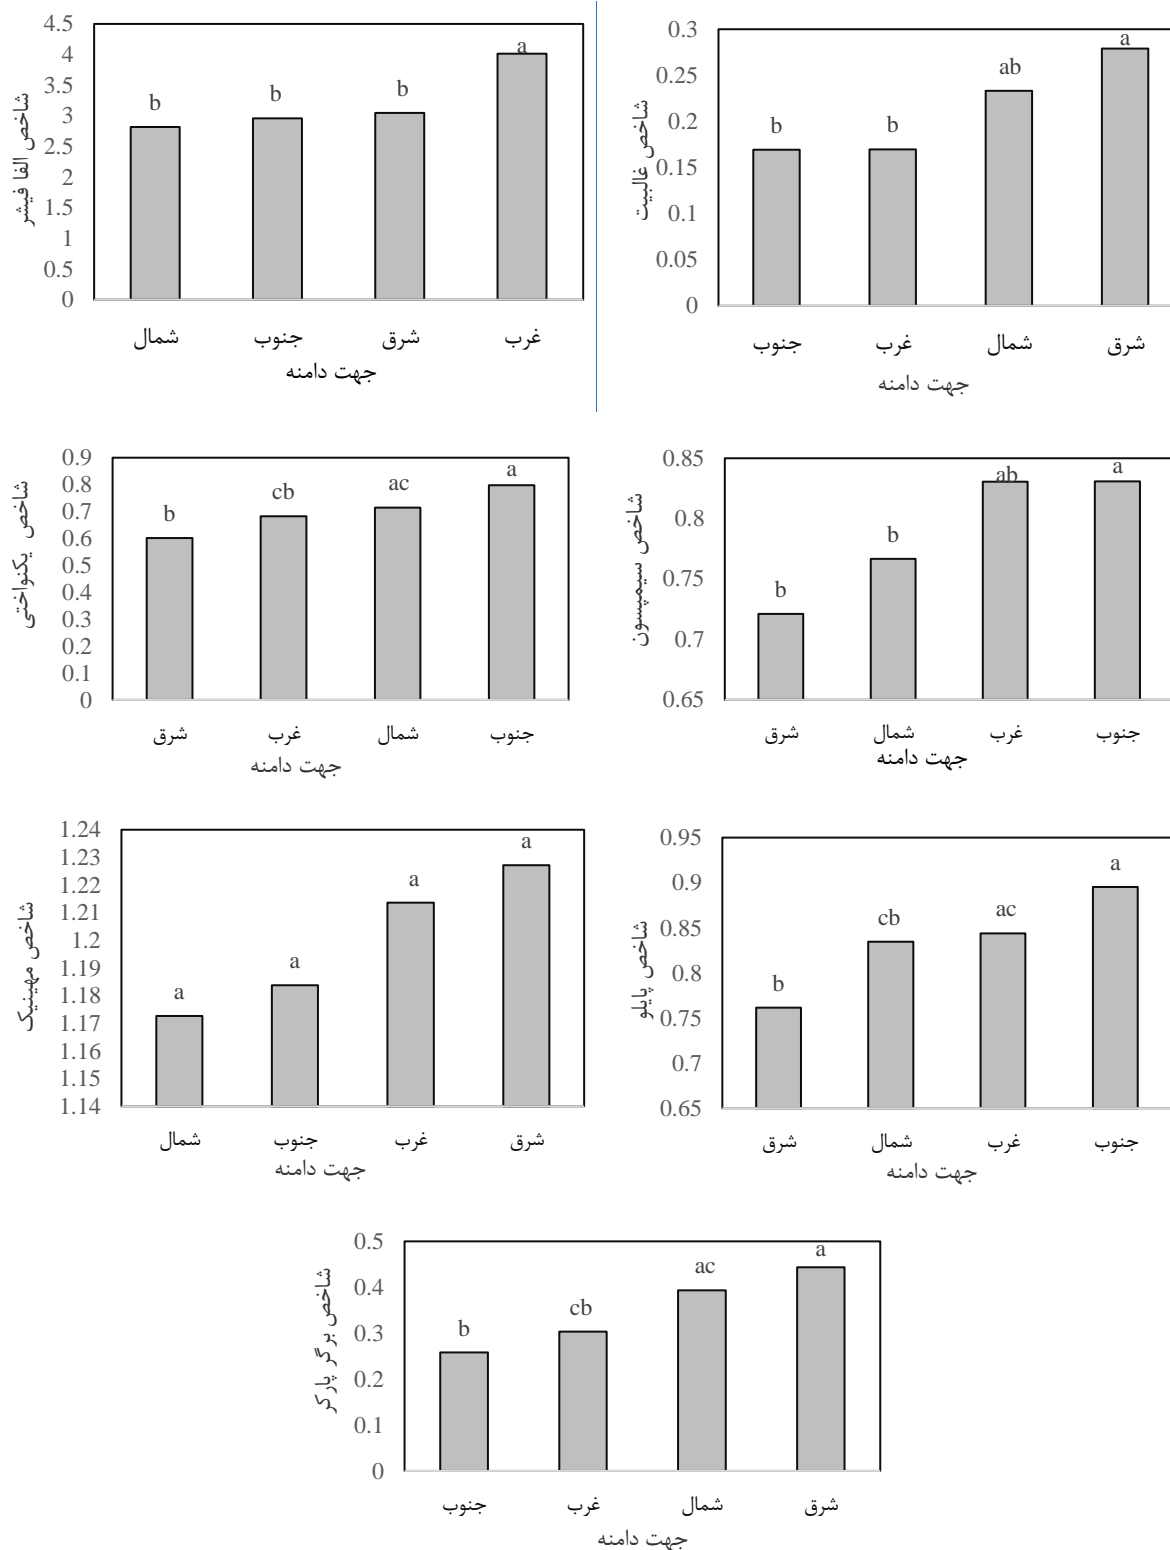 شاخص الفا فیشر
4.5
4
3.5
3
2.5
2
1.5
1
0.5
0
b b b a
شمال جنوب شرق غرب
جهت دامنه
شاخص غالبیت
0.3
0.25
0.2
0.15
0.1
0.05
0
b b ab a
جنوب غرب شمال شرق
جهت دامنه
شاخص یکنواختی
0.9
0.8
0.7
0.6
0.5
0.4
0.3
0.2
0.1
0
b cb ac a
شرق غرب شمال جنوب
جهت دامنه
شاخص سیمپسون
0.85
0.8
0.75
0.7
0.65
b b ab a
شرق شمال غرب جنوب
جهت دامنه
شاخص مهینیک
1.24
1.23
1.22
1.21
1.2
1.19
1.18
1.17
1.16
1.15
1.14
a a a a
شمال جنوب غرب شرق
جهت دامنه
شاخص پایلو
0.95
0.9
0.85
0.8
0.75
0.7
0.65
b cb ac a
شرق شمال غرب جنوب
جهت دامنه
شاخص برگر پارکر
0.5
0.4
0.3
0.2
0.1
0
b cb ac a
جنوب غرب شمال شرق
جهت دامنه